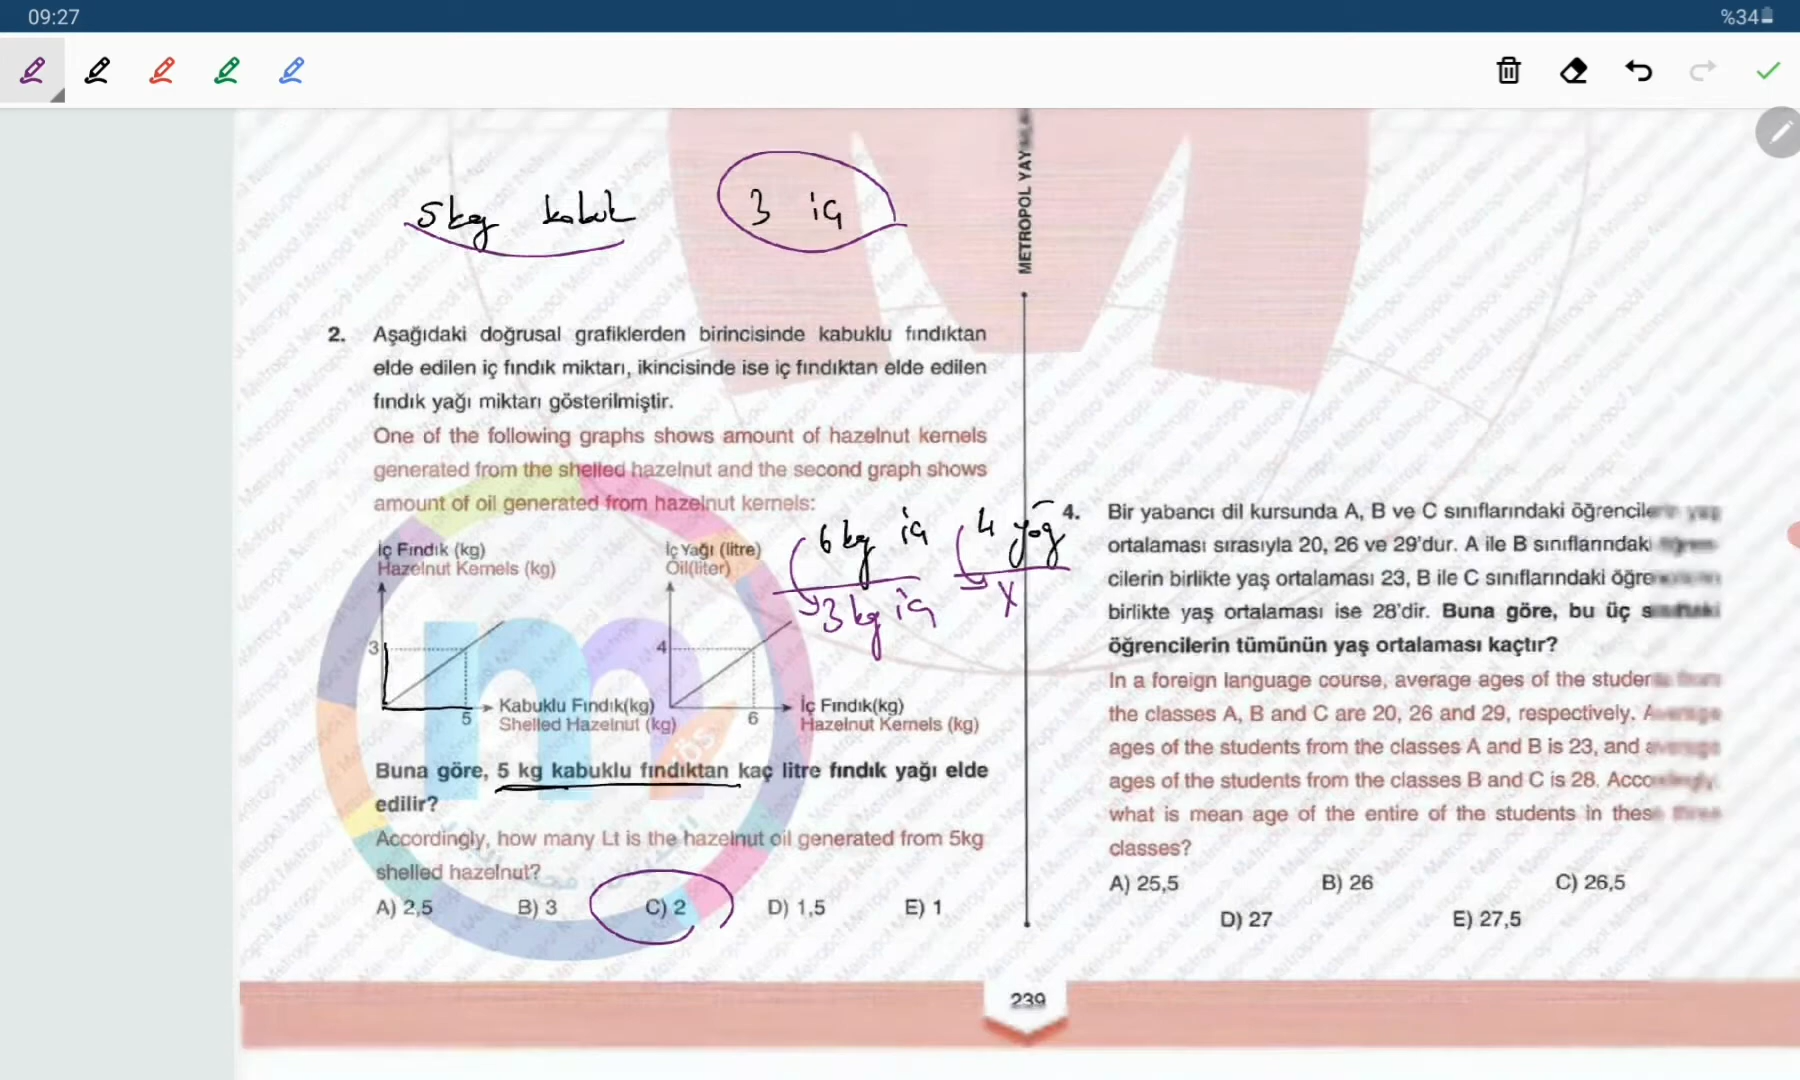 09:27
%34
5kg kabuk 3 iç
METROPOL
2. Aşağıdaki doğrusal grafiklerden birincisinde kabuklu fındıktan
elde edilen iç fındık miktarı, ikincisinde ise iç fındıktan elde edilen
fındık yağı miktarı gösterilmiştir.
One of the following graphs shows amount of hazelnut kernels
generated from the shelled hazelnut and the second graph shows
amount of oil generated from hazelnut kernels:
6 kg iç 4 yağ
3 kg iç X
İç Fındık (kg)
Hazelnut Kernels (kg)
3
5
Kabuklu Fındık(kg)
Shelled Hazelnut (kg)
İç Yağı (litre)
Oil(liter)
4
6
İç Fındık(kg)
Hazelnut Kernels (kg)
Buna göre, 5 kg kabuklu fındıktan kaç litre fındık yağı elde
edilir?
Accordingly, how many Lt is the hazelnut oil generated from 5kg
shelled hazelnut?
A) 2,5 B) 3 C) 2 D) 1,5 E) 1
4. Bir yabancı dil kursunda A, B ve C sınıflarındaki öğrencilerin yaş
ortalaması sırasıyla 20, 26 ve 29'dur. A ile B sınıflarındaki
cilerin birlikte yaş ortalaması 23, B ile C sınıflarındaki
birlikte yaş ortalaması ise 28'dir. Buna göre, bu üç
öğrencilerin tümünün yaş ortalaması kaçtır?
In a foreign language course, average ages of the students from
the classes A, B and C are 20, 26 and 29, respectively. Average
ages of the students from the classes A and B is 23, and average
ages of the students from the classes B and C is 28. Accordingly,
what is mean age of the entire of the students in these three
classes?
A) 25,5 B) 26 C) 26,5
D) 27 E) 27,5
239